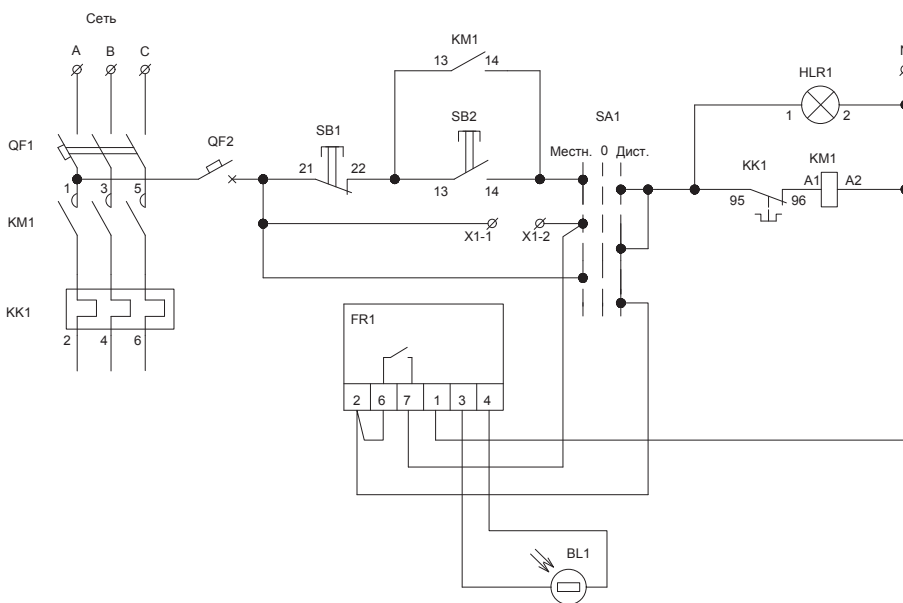 Сеть
A B C
KM1
13 14
HLR1
1 2
QF1
QF2
SB1
SB2
SA1
Местн. 0 Дист.
21 22
13 14
KK1
KM1
1 3 5
95 96
A1 A2
KM1
X1-1 X1-2
KK1
2 4 6
FR1
2 6 7 1 3 4
BL1